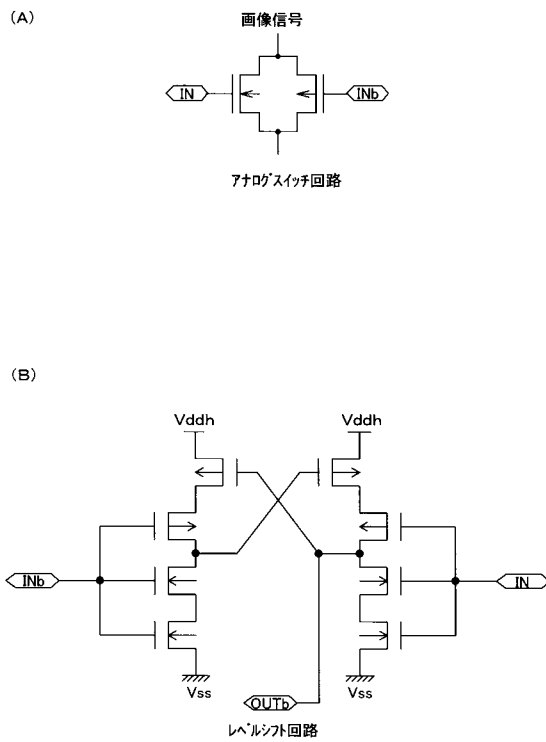 (A)
画像信号
IN
INb
アナログスイッチ回路
(B)
Vddh
Vddh
INb
IN
Vss
Vss
OUTb
レベルシフト回路